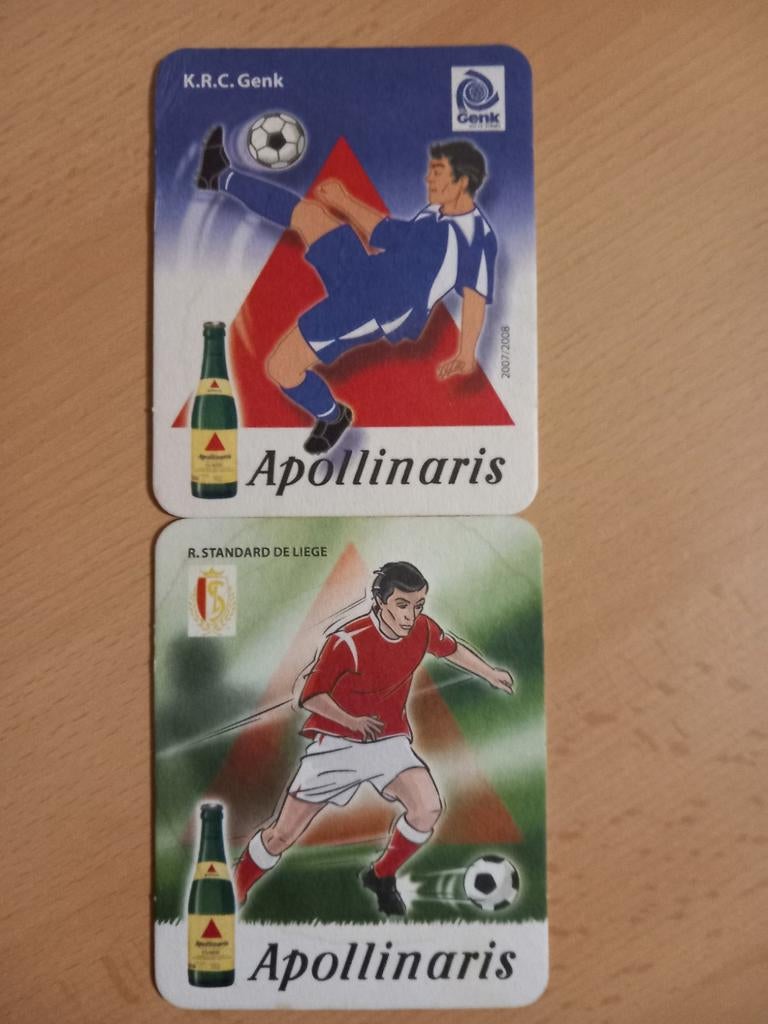 K.R.C. Genk
Genk
2007/2008
Apollinaris
Apollinaris
R. STANDARD DE LIEGE
Apollinaris
Apollinaris